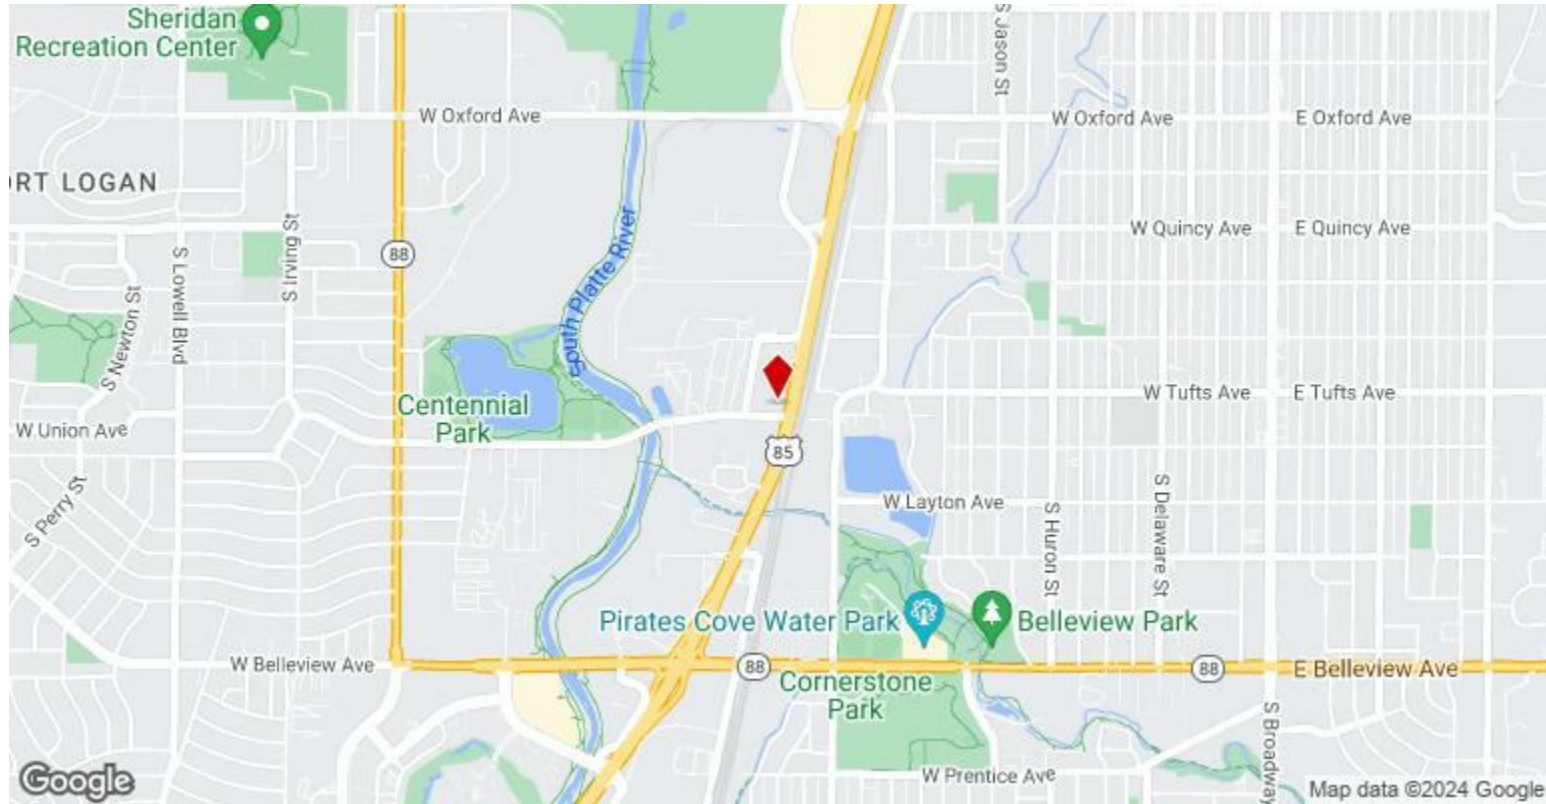 Sheridan
Recreation Center
S Jason St
W Oxford Ave
W Oxford Ave
E Oxford Ave
ORT LOGAN
S Irving St
S Lowell Blvd
88
South Platte River
W Quincy Ave
E Quincy Ave
S Newton St
Centennial
Park
W Tufts Ave
E Tufts Ave
W Union Ave
85
S Perry St
W Layton Ave
S Huron St
S Delaware St
Pirates Cove Water Park
Belleview Park
W Belleview Ave
88
88
E Belleview Ave
Cornerstone
Park
S Broadway
W Prentice Ave
Google
Map data ©2024 Google